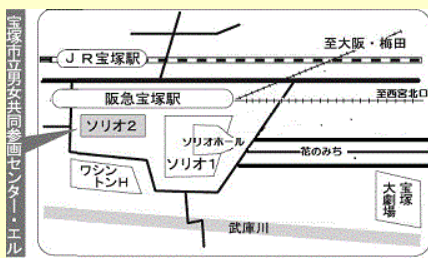 宝塚市立男女共同参画センター・エル
至大阪・梅田
JR宝塚駅
阪急宝塚駅
至西宮北口
ソリオ2
ソリオホール
ソリオ1
花のみち
ワシン
トンH
宝塚
大劇場
武庫川